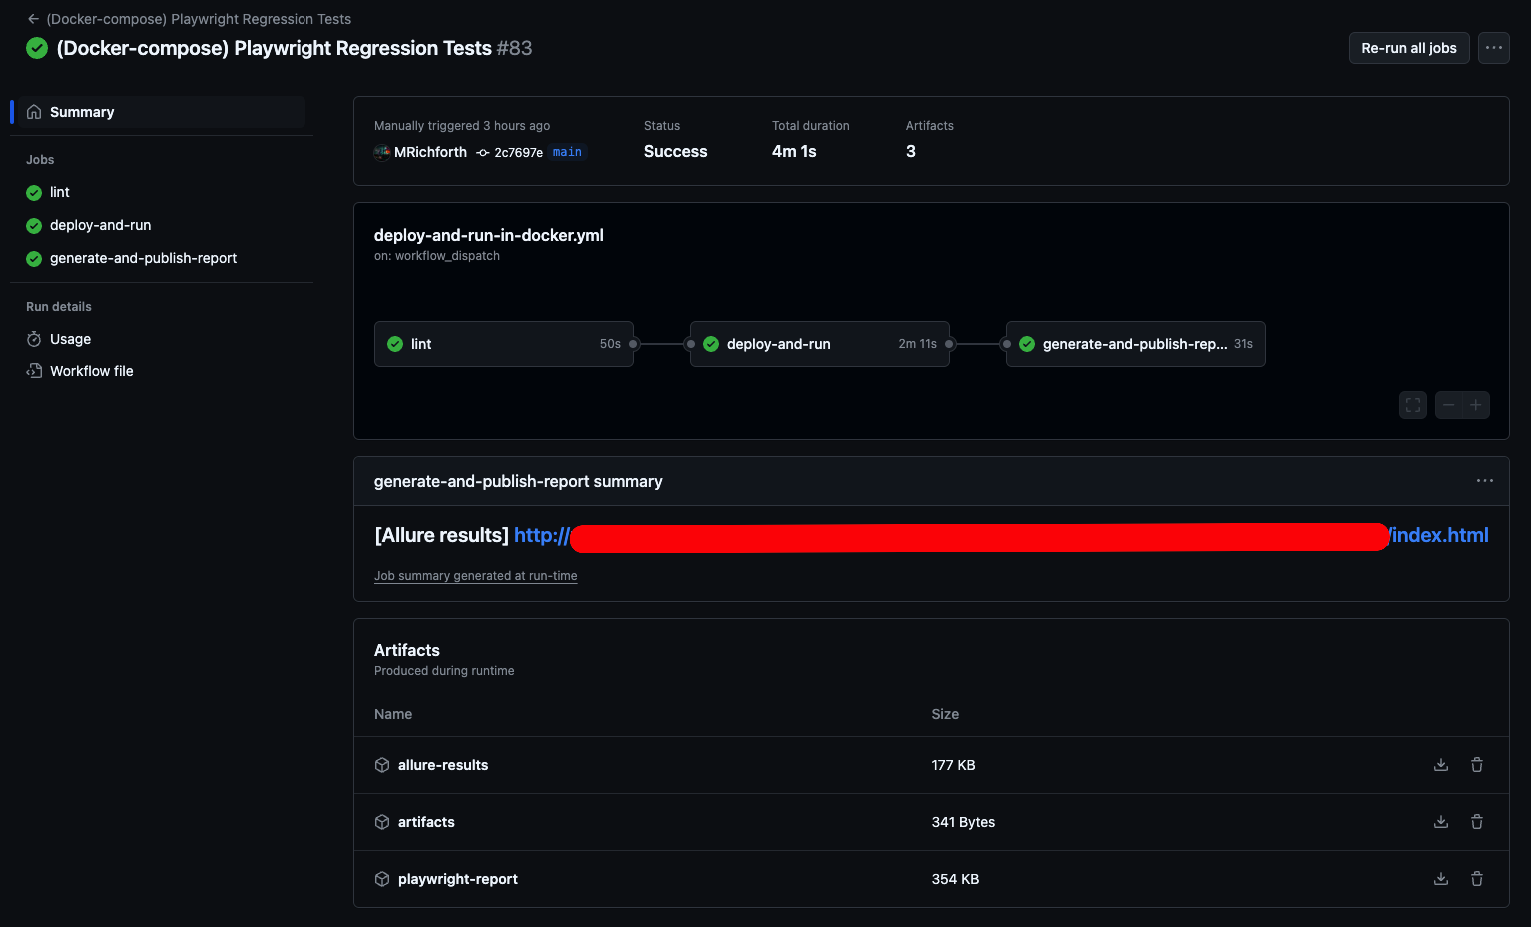 (Docker-compose) Playwright Regression Tests
(Docker-compose) Playwright Regression Tests #83
Re-run all jobs
Summary
Jobs
lint
deploy-and-run
generate-and-publish-report
Run details
Usage
Workflow file
Manually triggered 3 hours ago
MRichforth 2c7697e main
Status
Success
Total duration
4m 1s
Artifacts
3
deploy-and-run-in-docker.yml
on: workflow_dispatch
lint 50s
deploy-and-run 2m 11s
generate-and-publish-rep... 31s
generate-and-publish-report summary
[Allure results] http:// /index.html
Job summary generated at run-time
Artifacts
Produced during runtime
Name Size
allure-results 177 KB
artifacts 341 Bytes
playwright-report 354 KB